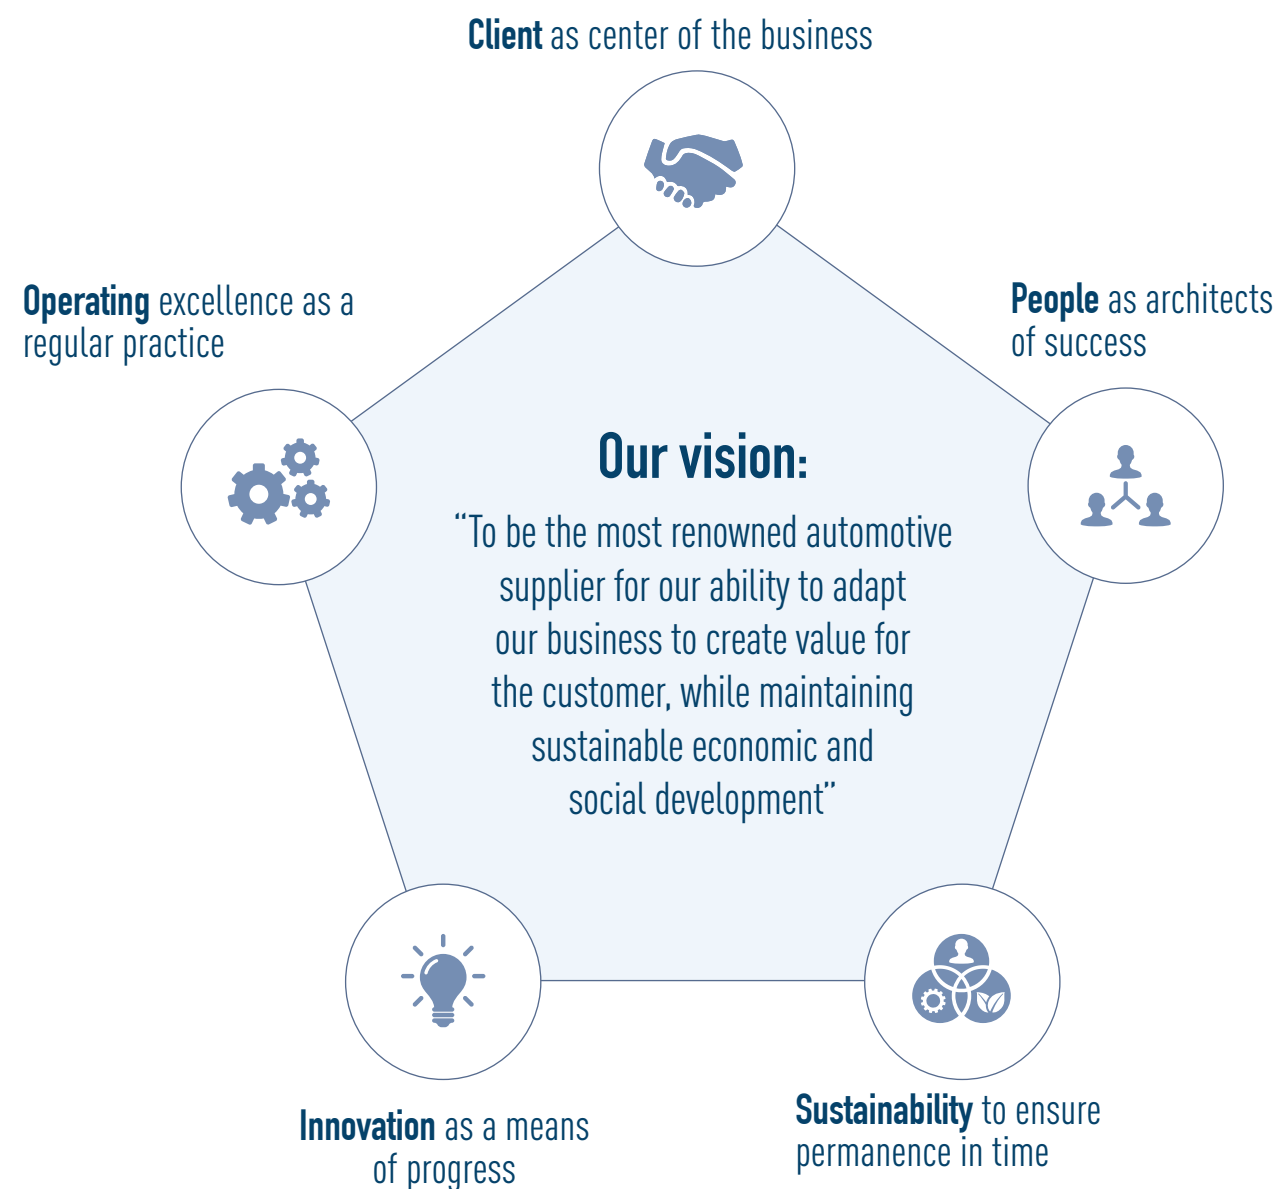 Client as center of the business
Operating excellence as a
regular practice
People as architects
of success
Our vision:
“To be the most renowned automotive
supplier for our ability to adapt
our business to create value for
the customer, while maintaining
sustainable economic and
social development”
Innovation as a means
of progress
Sustainability to ensure
permanence in time